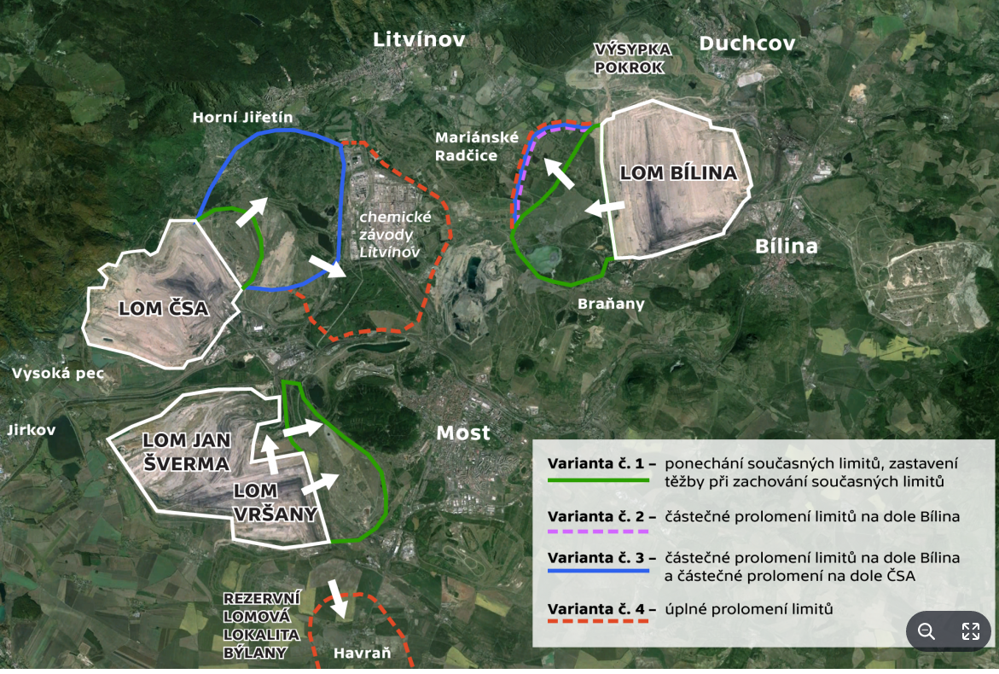 Litvínov
Duchcov
VÝSYPKA
POKROK
Horní Jiřetín
Mariánské
Radčice
LOM BÍLINA
chemické
závody
Litvínov
Bílina
LOM ČSA
Braňany
Vysoká pec
Jirkov
LOM JAN
ŠVERMA
Most
LOM
VRŠANY
Varianta č. 1 – ponechání současných limitů, zastavení
těžby při zachování současných limitů
Varianta č. 2 – částečné prolomení limitů na dole Bílina
Varianta č. 3 – částečné prolomení limitů na dole Bílina
a částečné prolomení na dole ČSA
Varianta č. 4 – úplné prolomení limitů
REZERVNÍ
LOMOVÁ
LOKALITA
BÝLANY
Havraň